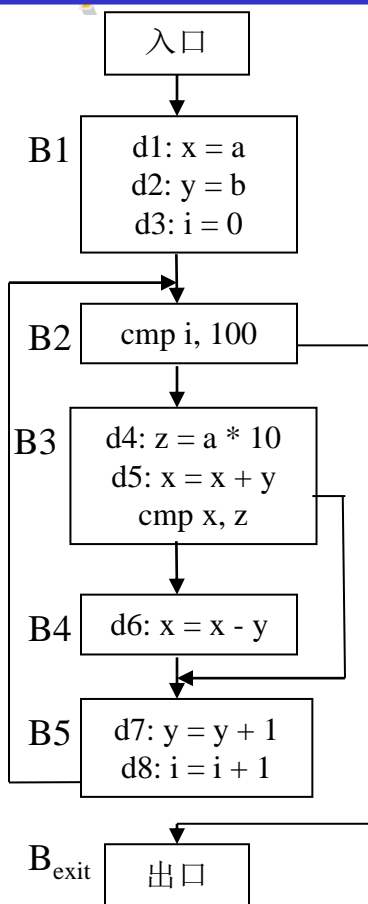 入口
B1
d1: x = a
d2: y = b
d3: i = 0
B2
cmp i, 100
B3
d4: z = a * 10
d5: x = x + y
cmp x, z
B4
d6: x = x - y
B5
d7: y = y + 1
d8: i = i + 1
Bexit
出口